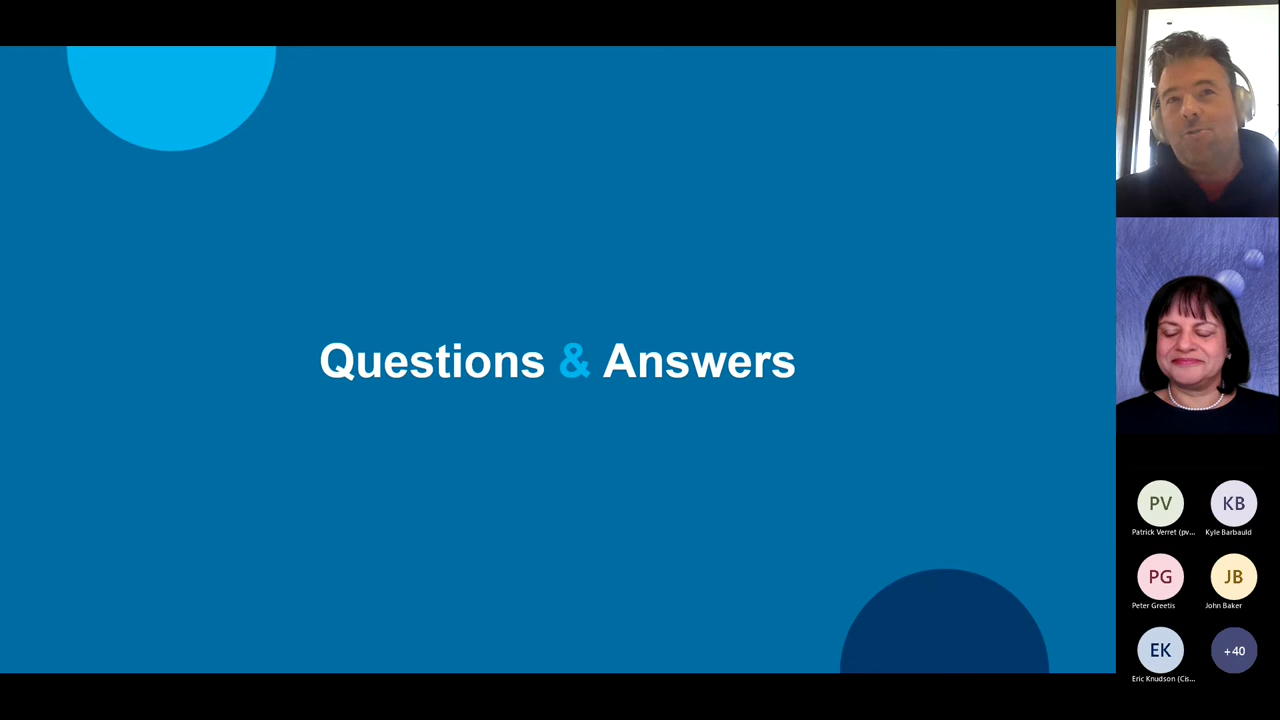 Questions & Answers
PV
KB
Patrick Verret (pv...
Kyle Barbauld
PG
JB
Peter Greetis
John Baker
EK
+40
Eric Knudson (Cis...